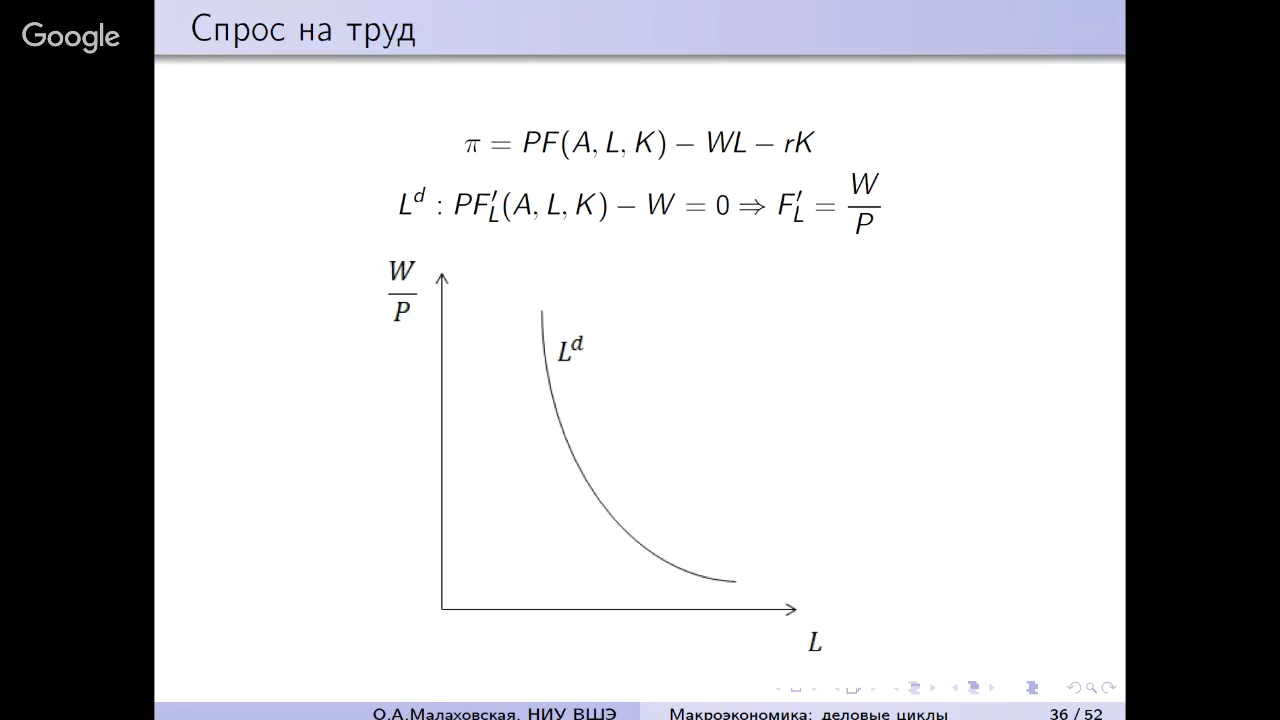 Google
Спрос на труд
π = PF(A, L, K) − WL − rK
L^d : PF′_L(A, L, K) − W = 0 ⇒ F′_L = W/P
W/P
L^d
L
О.А.Малаховская, НИУ ВШЭ Макроэкономика: деловые циклы 36 / 52